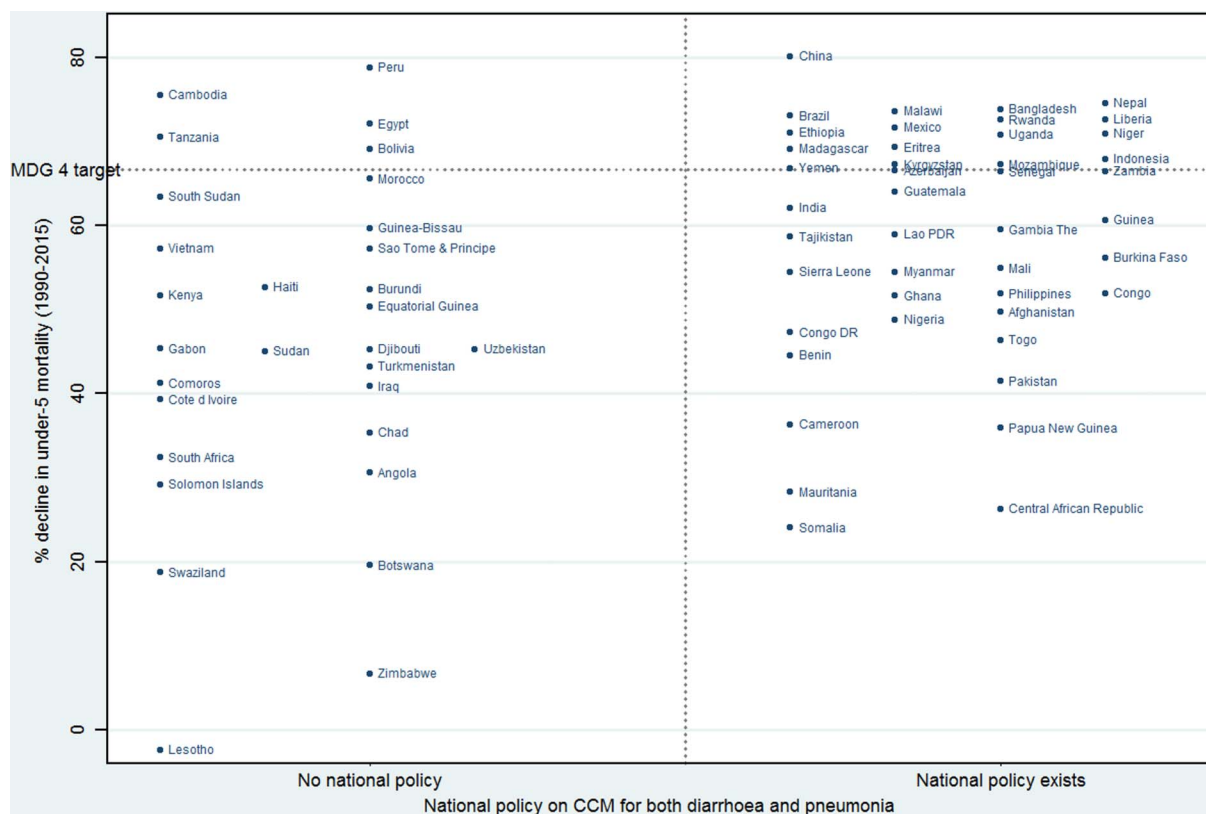 80
60
40
20
0
% decline in under-5 mortality (1990-2015)
MDG 4 target
Peru
Cambodia
Egypt
Tanzania
Bolivia
Morocco
South Sudan
Guinea-Bissau
Vietnam
Sao Tome & Principe
Haiti
Burundi
Kenya
Equatorial Guinea
Gabon
Sudan
Djibouti
Uzbekistan
Turkmenistan
Comoros
Iraq
Cote d Ivoire
Chad
South Africa
Angola
Solomon Islands
Botswana
Swaziland
Zimbabwe
Lesotho
China
Nepal
Malawi
Bangladesh
Brazil
Rwanda
Liberia
Mexico
Ethiopia
Uganda
Niger
Madagascar
Eritrea
Indonesia
Kyrgyzstan
Mozambique
Yemen
Azerbaijan
Senegal
Zambia
Guatemala
India
Guinea
Tajikistan
Lao PDR
Gambia The
Burkina Faso
Sierra Leone
Myanmar
Mali
Ghana
Philippines
Congo
Nigeria
Afghanistan
Congo DR
Togo
Benin
Pakistan
Cameroon
Papua New Guinea
Mauritania
Central African Republic
Somalia
No national policy
National policy exists
National policy on CCM for both diarrhoea and pneumonia